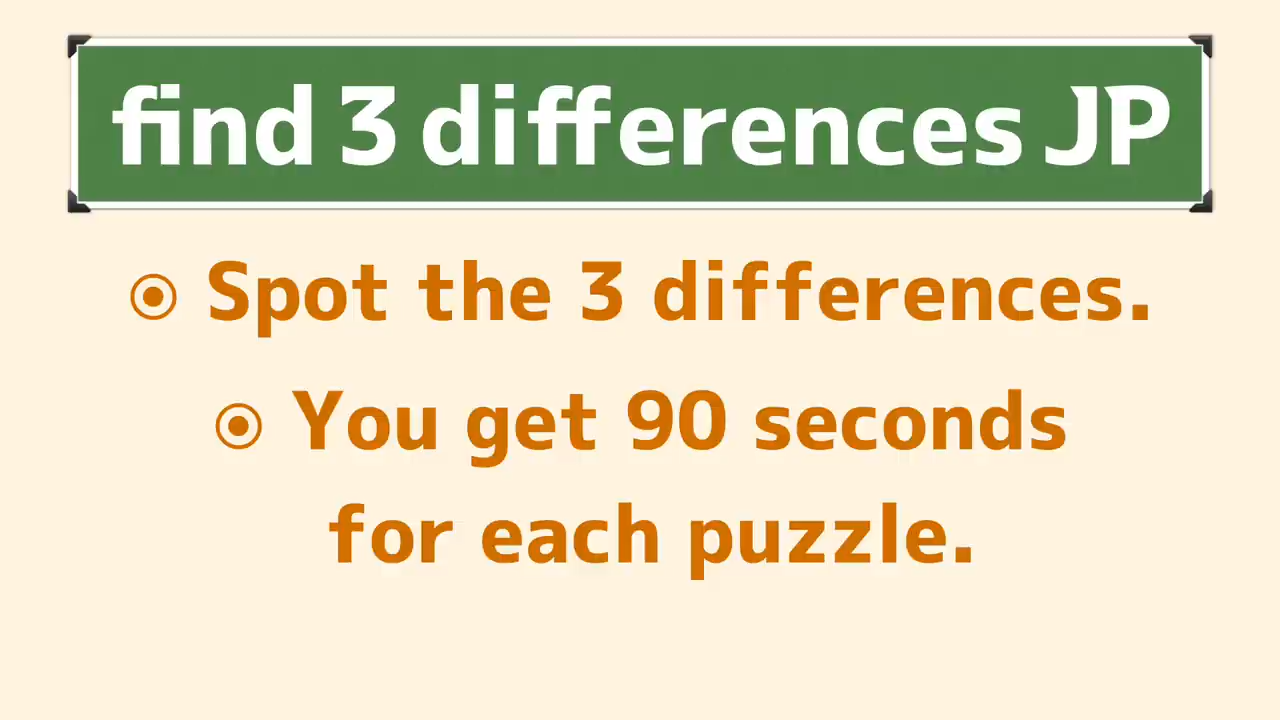 find 3 differences JP
◉ Spot the 3 differences.
◉ You get 90 seconds
for each puzzle.